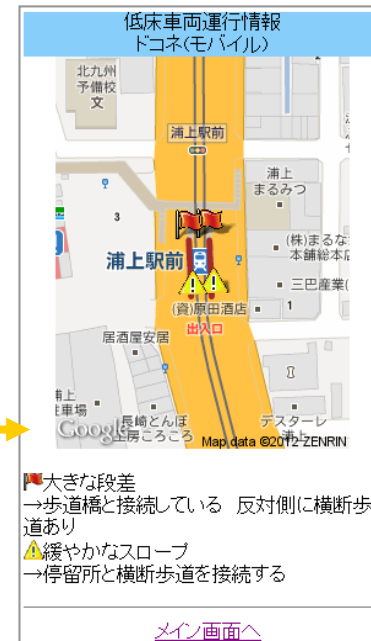 低床車両運行情報
ドコネ(モバイル)
北九州
予備校
文
浦上駅前
浦上
まるみつ
3
(株)まるな
本舗総本店
浦上駅前
三巴産業(
(資)原田酒店
1
出入口
居酒屋安居
浦上
駐車場
長崎とんぼ
工房ころころ
デスターレ
浦上
Google
Map data ©2012 ZENRIN
大きな段差
→歩道橋と接続している 反対側に横断歩
道あり
緩やかなスロープ
→停留所と横断歩道を接続する
メイン画面へ